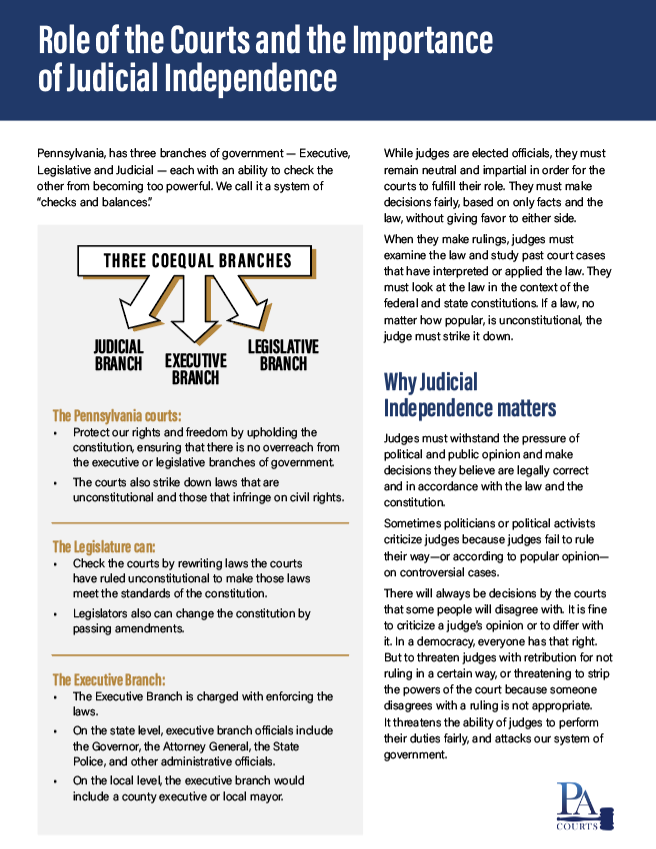 Role of the Courts and the Importance
of Judicial Independence
Pennsylvania, has three branches of government — Executive,
Legislative and Judicial — each with an ability to check the
other from becoming too powerful. We call it a system of
“checks and balances.”
THREE COEQUAL BRANCHES
JUDICIAL
BRANCH
EXECUTIVE
BRANCH
LEGISLATIVE
BRANCH
The Pennsylvania courts:
• Protect our rights and freedom by upholding the
constitution, ensuring that there is no overreach from
the executive or legislative branches of government.
• The courts also strike down laws that are
unconstitutional and those that infringe on civil rights.
The Legislature can:
• Check the courts by rewriting laws the courts
have ruled unconstitutional to make those laws
meet the standards of the constitution.
• Legislators also can change the constitution by
passing amendments.
The Executive Branch:
• The Executive Branch is charged with enforcing the
laws.
• On the state level, executive branch officials include
the Governor, the Attorney General, the State
Police, and other administrative officials.
• On the local level, the executive branch would
include a county executive or local mayor.
While judges are elected officials, they must
remain neutral and impartial in order for the
courts to fulfill their role. They must make
decisions fairly, based on only facts and the
law, without giving favor to either side.
When they make rulings, judges must
examine the law and study past court cases
that have interpreted or applied the law. They
must look at the law in the context of the
federal and state constitutions. If a law, no
matter how popular, is unconstitutional, the
judge must strike it down.
Why Judicial
Independence matters
Judges must withstand the pressure of
political and public opinion and make
decisions they believe are legally correct
and in accordance with the law and the
constitution.
Sometimes politicians or political activists
criticize judges because judges fail to rule
their way—or according to popular opinion—
on controversial cases.
There will always be decisions by the courts
that some people will disagree with. It is fine
to criticize a judge’s opinion or to differ with
it. In a democracy, everyone has that right.
But to threaten judges with retribution for not
ruling in a certain way, or threatening to strip
the powers of the court because someone
disagrees with a ruling is not appropriate.
It threatens the ability of judges to perform
their duties fairly, and attacks our system of
government.
PA
COURTS